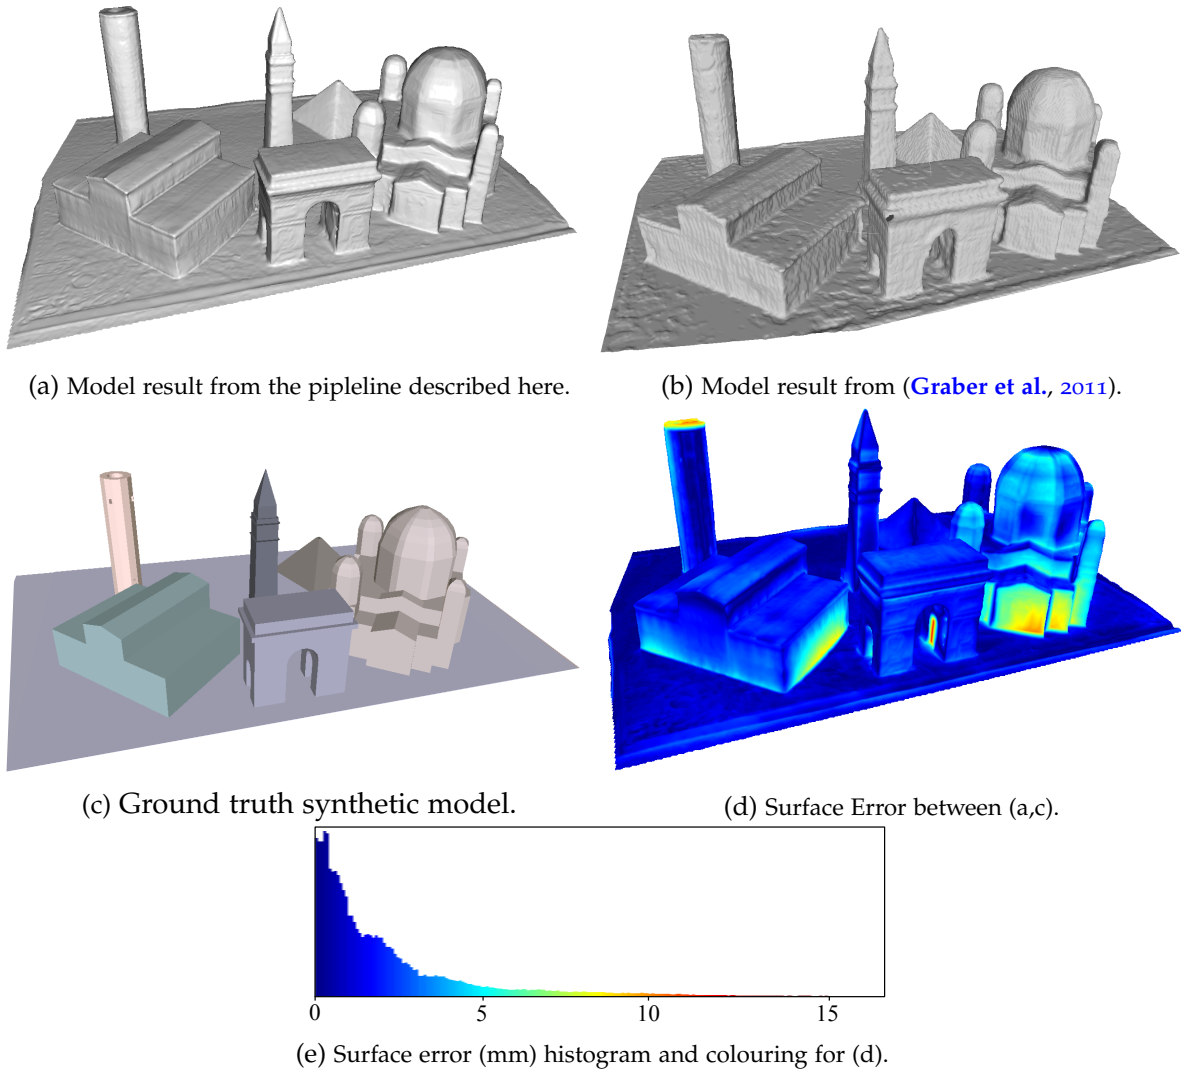 (a) Model result from the pipleline described here.
(b) Model result from (Graber et al., 2011).
(c) Ground truth synthetic model.
(d) Surface Error between (a,c).
0 5 10 15
(e) Surface error (mm) histogram and colouring for (d).